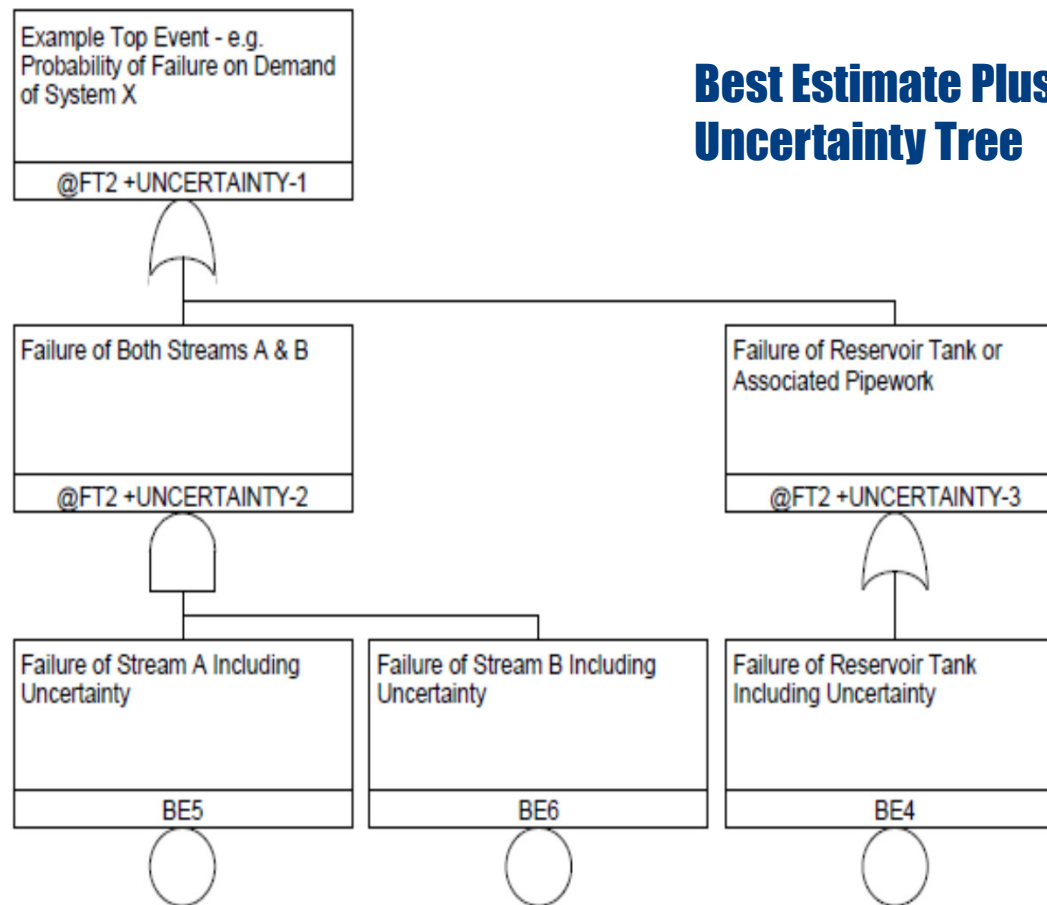 Example Top Event - e.g.
Probability of Failure on Demand
of System X
@FT2 +UNCERTAINTY-1
Best Estimate Plus
Uncertainty Tree
Failure of Both Streams A & B
@FT2 +UNCERTAINTY-2
Failure of Reservoir Tank or
Associated Pipework
@FT2 +UNCERTAINTY-3
Failure of Stream A Including
Uncertainty
BE5
Failure of Stream B Including
Uncertainty
BE6
Failure of Reservoir Tank
Including Uncertainty
BE4